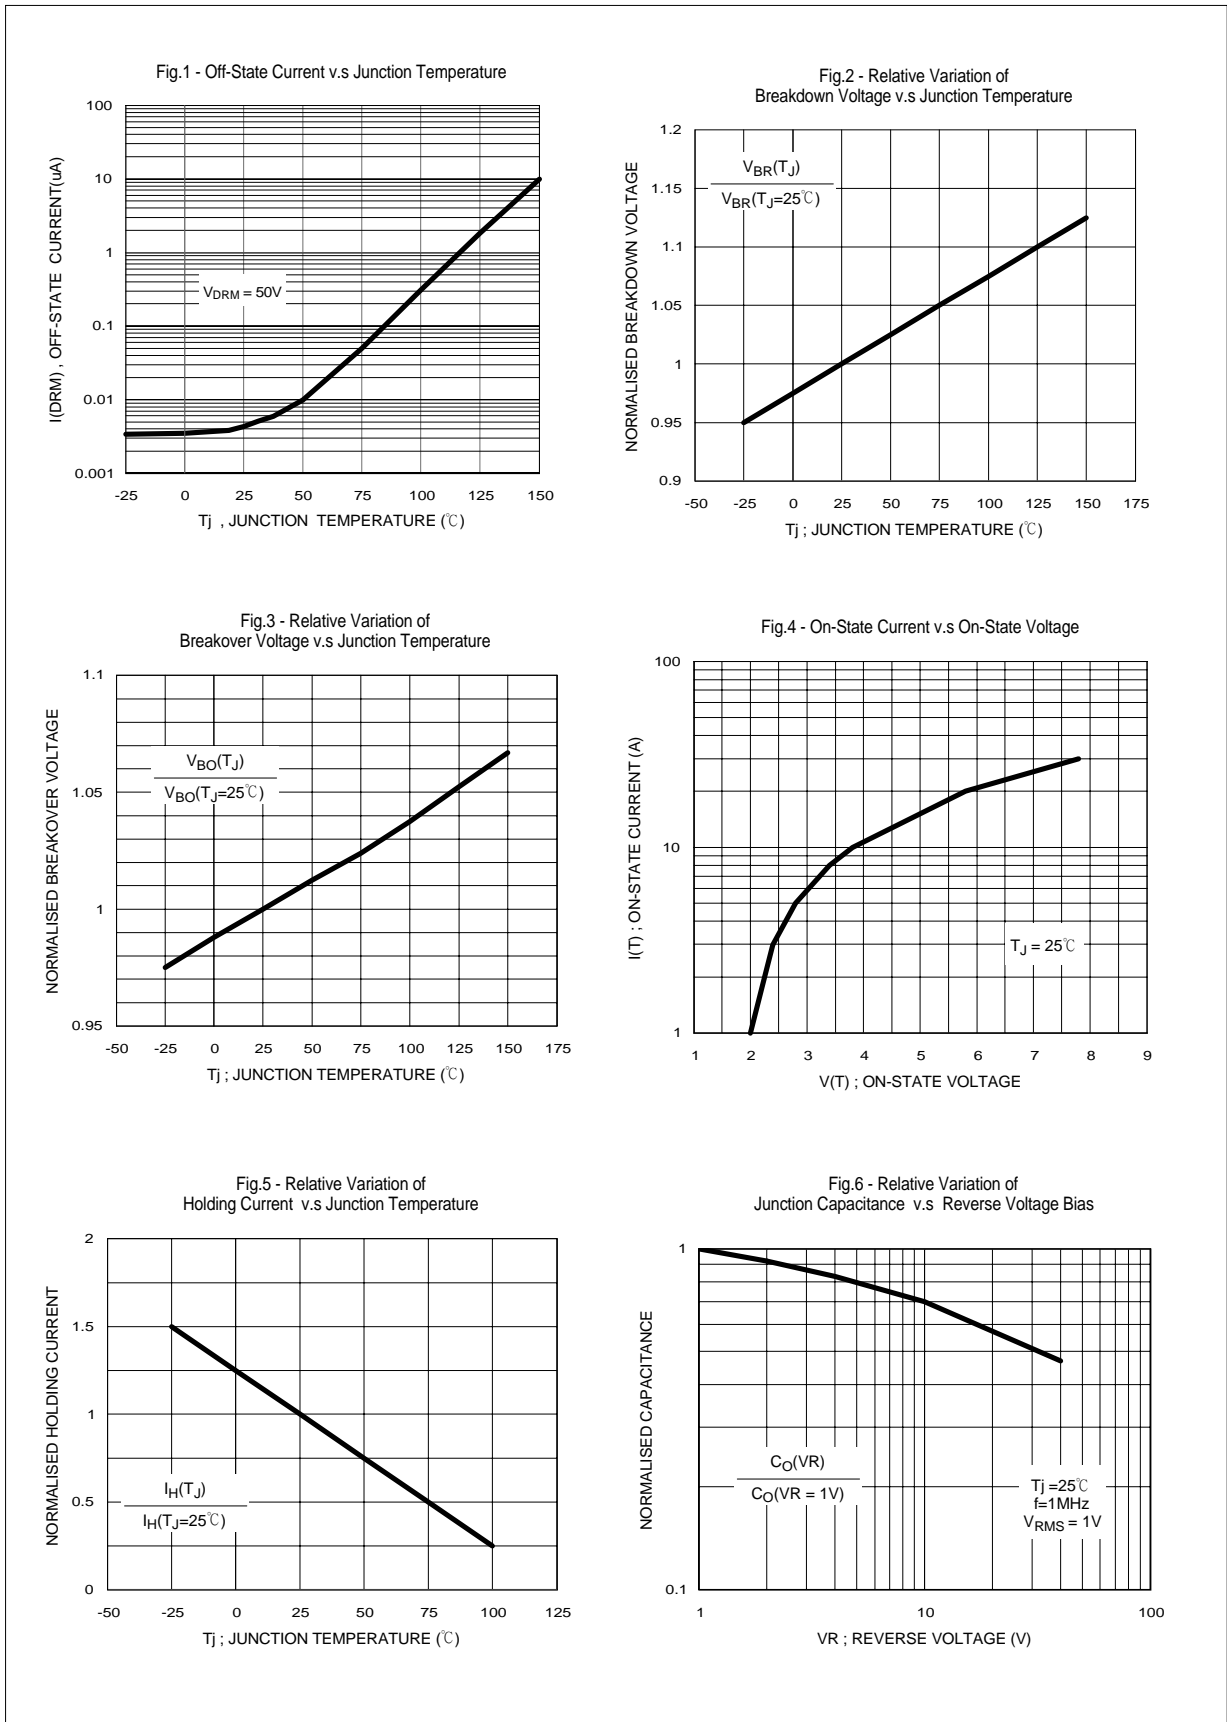 Fig.1 - Off-State Current v.s Junction Temperature
100
10
1
0.1
0.01
0.001
I(DRM) , OFF-STATE CURRENT(uA)
VDRM = 50V
-25 0 25 50 75 100 125 150
Tj , JUNCTION TEMPERATURE (℃)
Fig.2 - Relative Variation of
Breakdown Voltage v.s Junction Temperature
1.2
1.15
1.1
1.05
1
0.95
0.9
NORMALISED BREAKDOWN VOLTAGE
VBR(TJ)
VBR(TJ=25℃)
-50 -25 0 25 50 75 100 125 150 175
Tj ; JUNCTION TEMPERATURE (℃)
Fig.3 - Relative Variation of
Breakover Voltage v.s Junction Temperature
1.1
1.05
1
0.95
NORMALISED BREAKOVER VOLTAGE
VBO(TJ)
VBO(TJ=25℃)
-50 -25 0 25 50 75 100 125 150 175
Tj ; JUNCTION TEMPERATURE (℃)
Fig.4 - On-State Current v.s On-State Voltage
100
10
1
I(T) ; ON-STATE CURRENT (A)
TJ = 25℃
1 2 3 4 5 6 7 8 9
V(T) ; ON-STATE VOLTAGE
Fig.5 - Relative Variation of
Holding Current v.s Junction Temperature
2
1.5
1
0.5
0
NORMALISED HOLDING CURRENT
IH(TJ)
IH(TJ=25℃)
-50 -25 0 25 50 75 100 125
Tj ; JUNCTION TEMPERATURE (℃)
Fig.6 - Relative Variation of
Junction Capacitance v.s Reverse Voltage Bias
1
0.1
NORMALISED CAPACITANCE
CO(VR)
CO(VR = 1V)
Tj =25℃
f=1MHz
VRMS = 1V
1 10 100
VR ; REVERSE VOLTAGE (V)